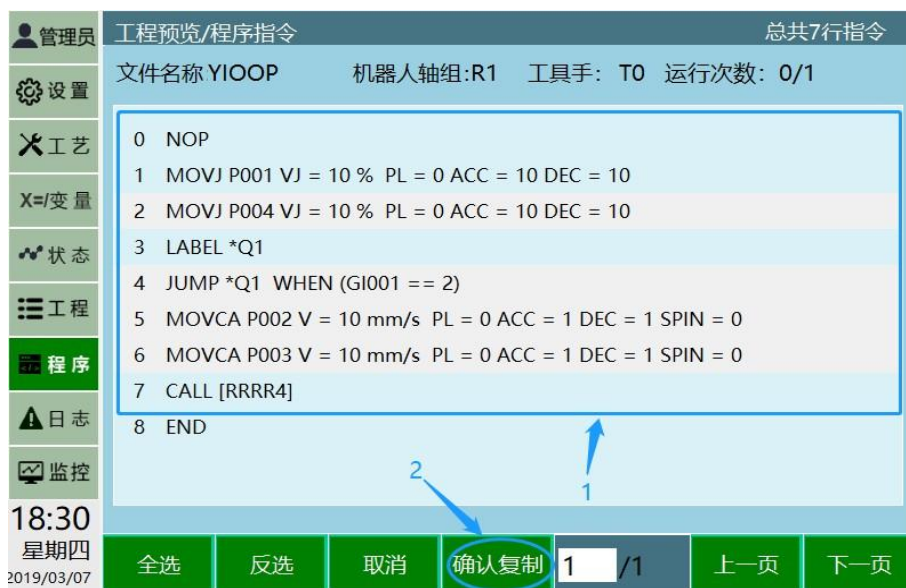 管理员
设置
工艺
X=/变量
状态
工程
程序
日志
监控
18:30
星期四
2019/03/07
工程预览/程序指令 总共7行指令
文件名称:YIOOP 机器人轴组:R1 工具手: T0 运行次数: 0/1
0 NOP
1 MOVJ P001 VJ = 10 % PL = 0 ACC = 10 DEC = 10
2 MOVJ P004 VJ = 10 % PL = 0 ACC = 10 DEC = 10
3 LABEL *Q1
4 JUMP *Q1 WHEN (GI001 == 2)
5 MOVCA P002 V = 10 mm/s PL = 0 ACC = 1 DEC = 1 SPIN = 0
6 MOVCA P003 V = 10 mm/s PL = 0 ACC = 1 DEC = 1 SPIN = 0
7 CALL [RRRR4]
8 END
2
1
全选 反选 取消 确认复制 1 /1 上一页 下一页